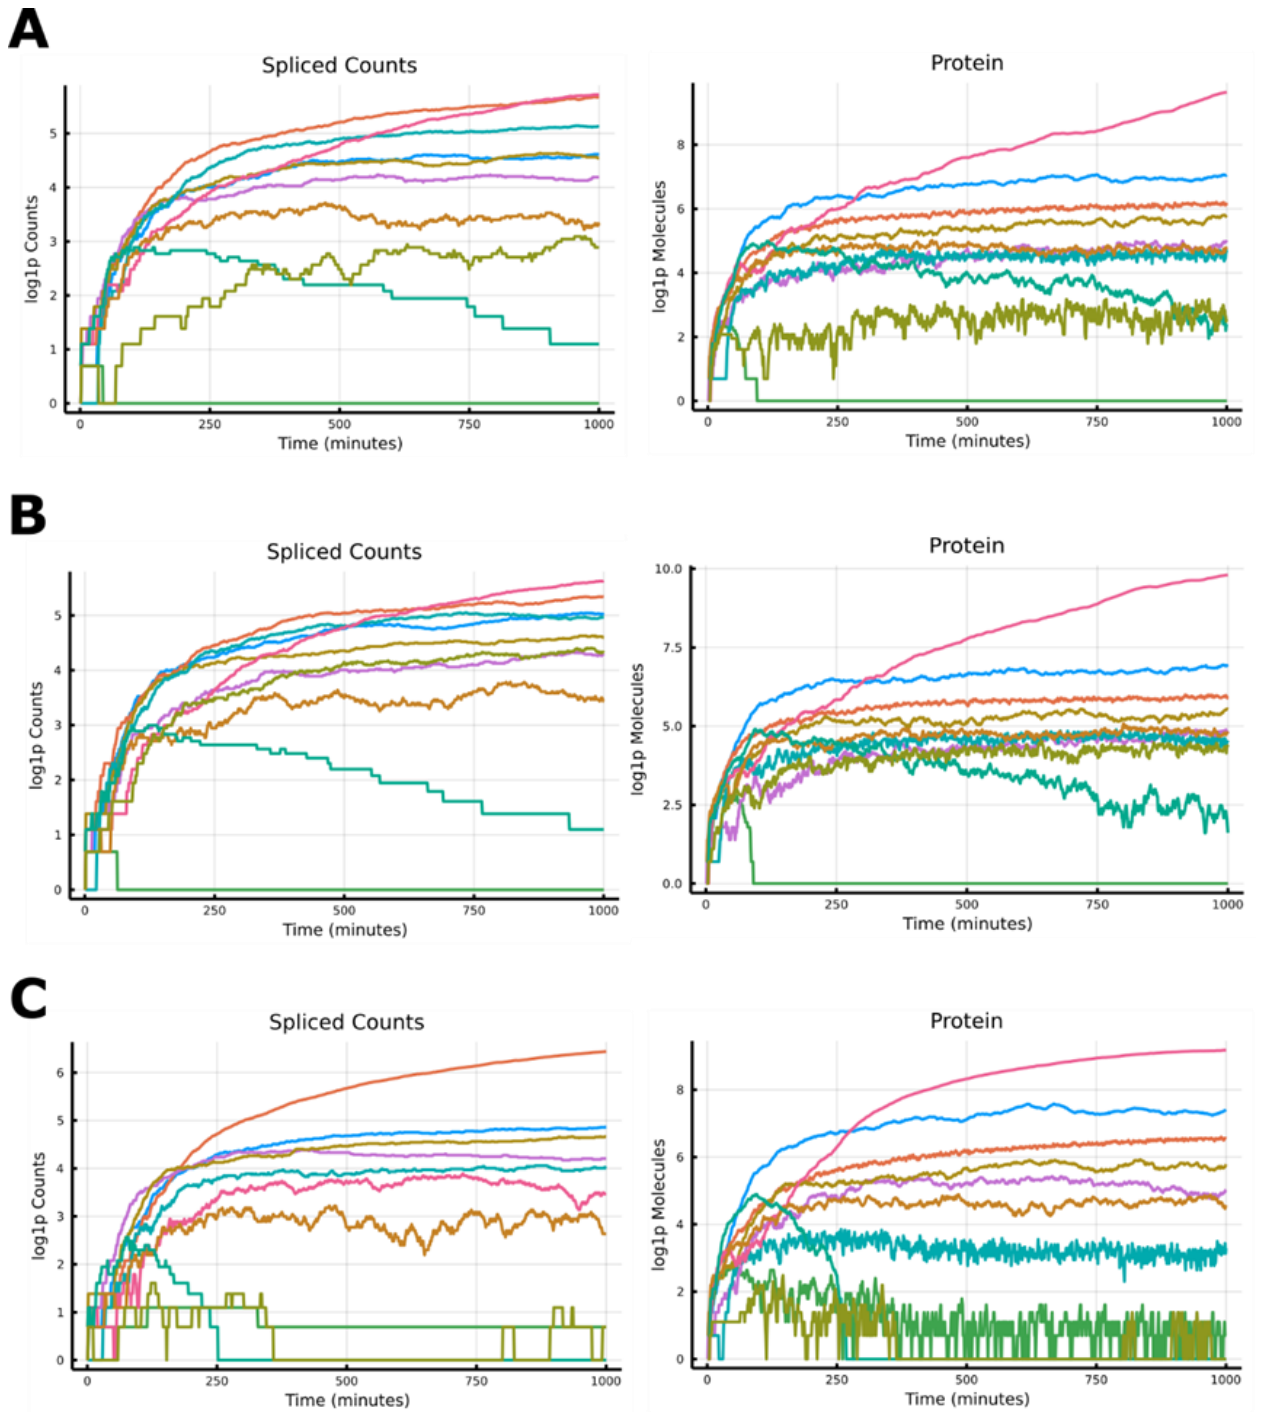 A
Spliced Counts
log1p Counts
5
4
3
2
1
0
0 250 500 750 1000
Time (minutes)
Protein
log1p Molecules
8
6
4
2
0
0 250 500 750 1000
Time (minutes)
B
Spliced Counts
log1p Counts
5
4
3
2
1
0
0 250 500 750 1000
Time (minutes)
Protein
log1p Molecules
10.0
7.5
5.0
2.5
0.0
0 250 500 750 1000
Time (minutes)
C
Spliced Counts
log1p Counts
6
5
4
3
2
1
0
0 250 500 750 1000
Time (minutes)
Protein
log1p Molecules
8
6
4
2
0
0 250 500 750 1000
Time (minutes)